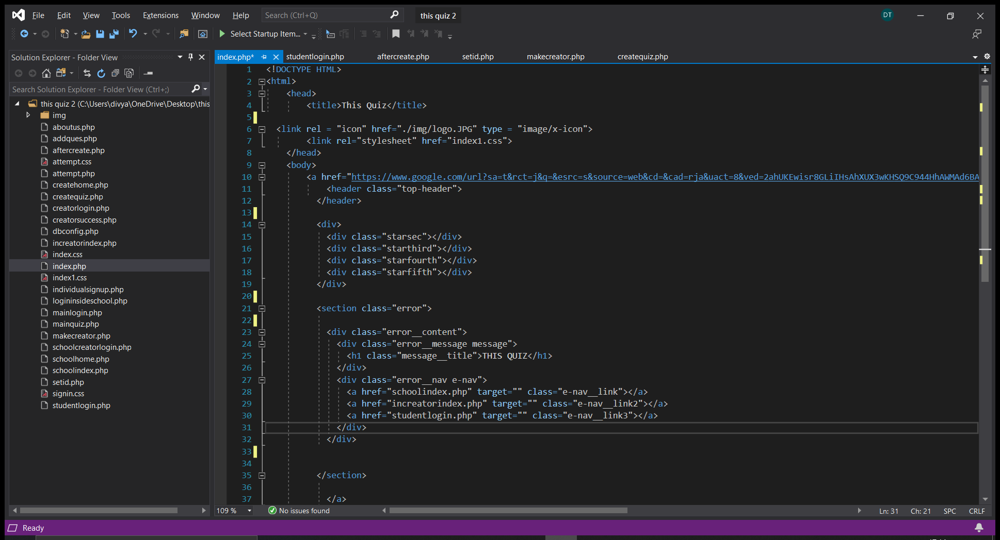 File Edit View Tools Extensions Window Help Search (Ctrl+Q) this quiz 2 DT
Select Startup Item...
Solution Explorer - Folder View
Search Solution Explorer - Folder View (Ctrl+;)
this quiz 2 (C:\Users\divya\OneDrive\Desktop\this
img
aboutus.php
addques.php
aftercreate.php
attempt.css
attempt.php
createhome.php
createquiz.php
creatorlogin.php
creatorsuccess.php
dbconfig.php
increatorindex.php
index.css
index.php
index1.css
individualsignup.php
logininsideschool.php
mainlogin.php
mainquiz.php
makecreator.php
schoolcreatorlogin.php
schoolhome.php
schoolindex.php
setid.php
signin.css
studentlogin.php
index.php* studentlogin.php aftercreate.php setid.php makecreator.php createquiz.php
1 <!DOCTYPE HTML>
2 <html>
3 <head>
4 <title>This Quiz</title>
5
6 <link rel = "icon" href="./img/logo.JPG" type = "image/x-icon">
7 <link rel="stylesheet" href="index1.css">
8 </head>
9 <body>
10 <a href="https://www.google.com/url?sa=t&rct=j&q=&esrc=s&source=web&cd=&cad=rja&uact=8&ved=2ahUKEwisr8GLiIHsAhXUX3wKHSQ9C944HhAWMAd6BA
11 <header class="top-header">
12 </header>
13
14 <div>
15 <div class="starsec"></div>
16 <div class="starthird"></div>
17 <div class="starfourth"></div>
18 <div class="starfifth"></div>
19 </div>
20
21 <section class="error">
22
23 <div class="error__content">
24 <div class="error__message message">
25 <h1 class="message__title">THIS QUIZ</h1>
26 </div>
27 <div class="error__nav e-nav">
28 <a href="schoolindex.php" target="" class="e-nav__link"></a>
29 <a href="increatorindex.php" target="" class="e-nav__link2"></a>
30 <a href="studentlogin.php" target="" class="e-nav__link3"></a>
31 </div>
32 </div>
33
34
35 </section>
36
37 </a>
109 % No issues found Ln: 31 Ch: 21 SPC CRLF
Ready